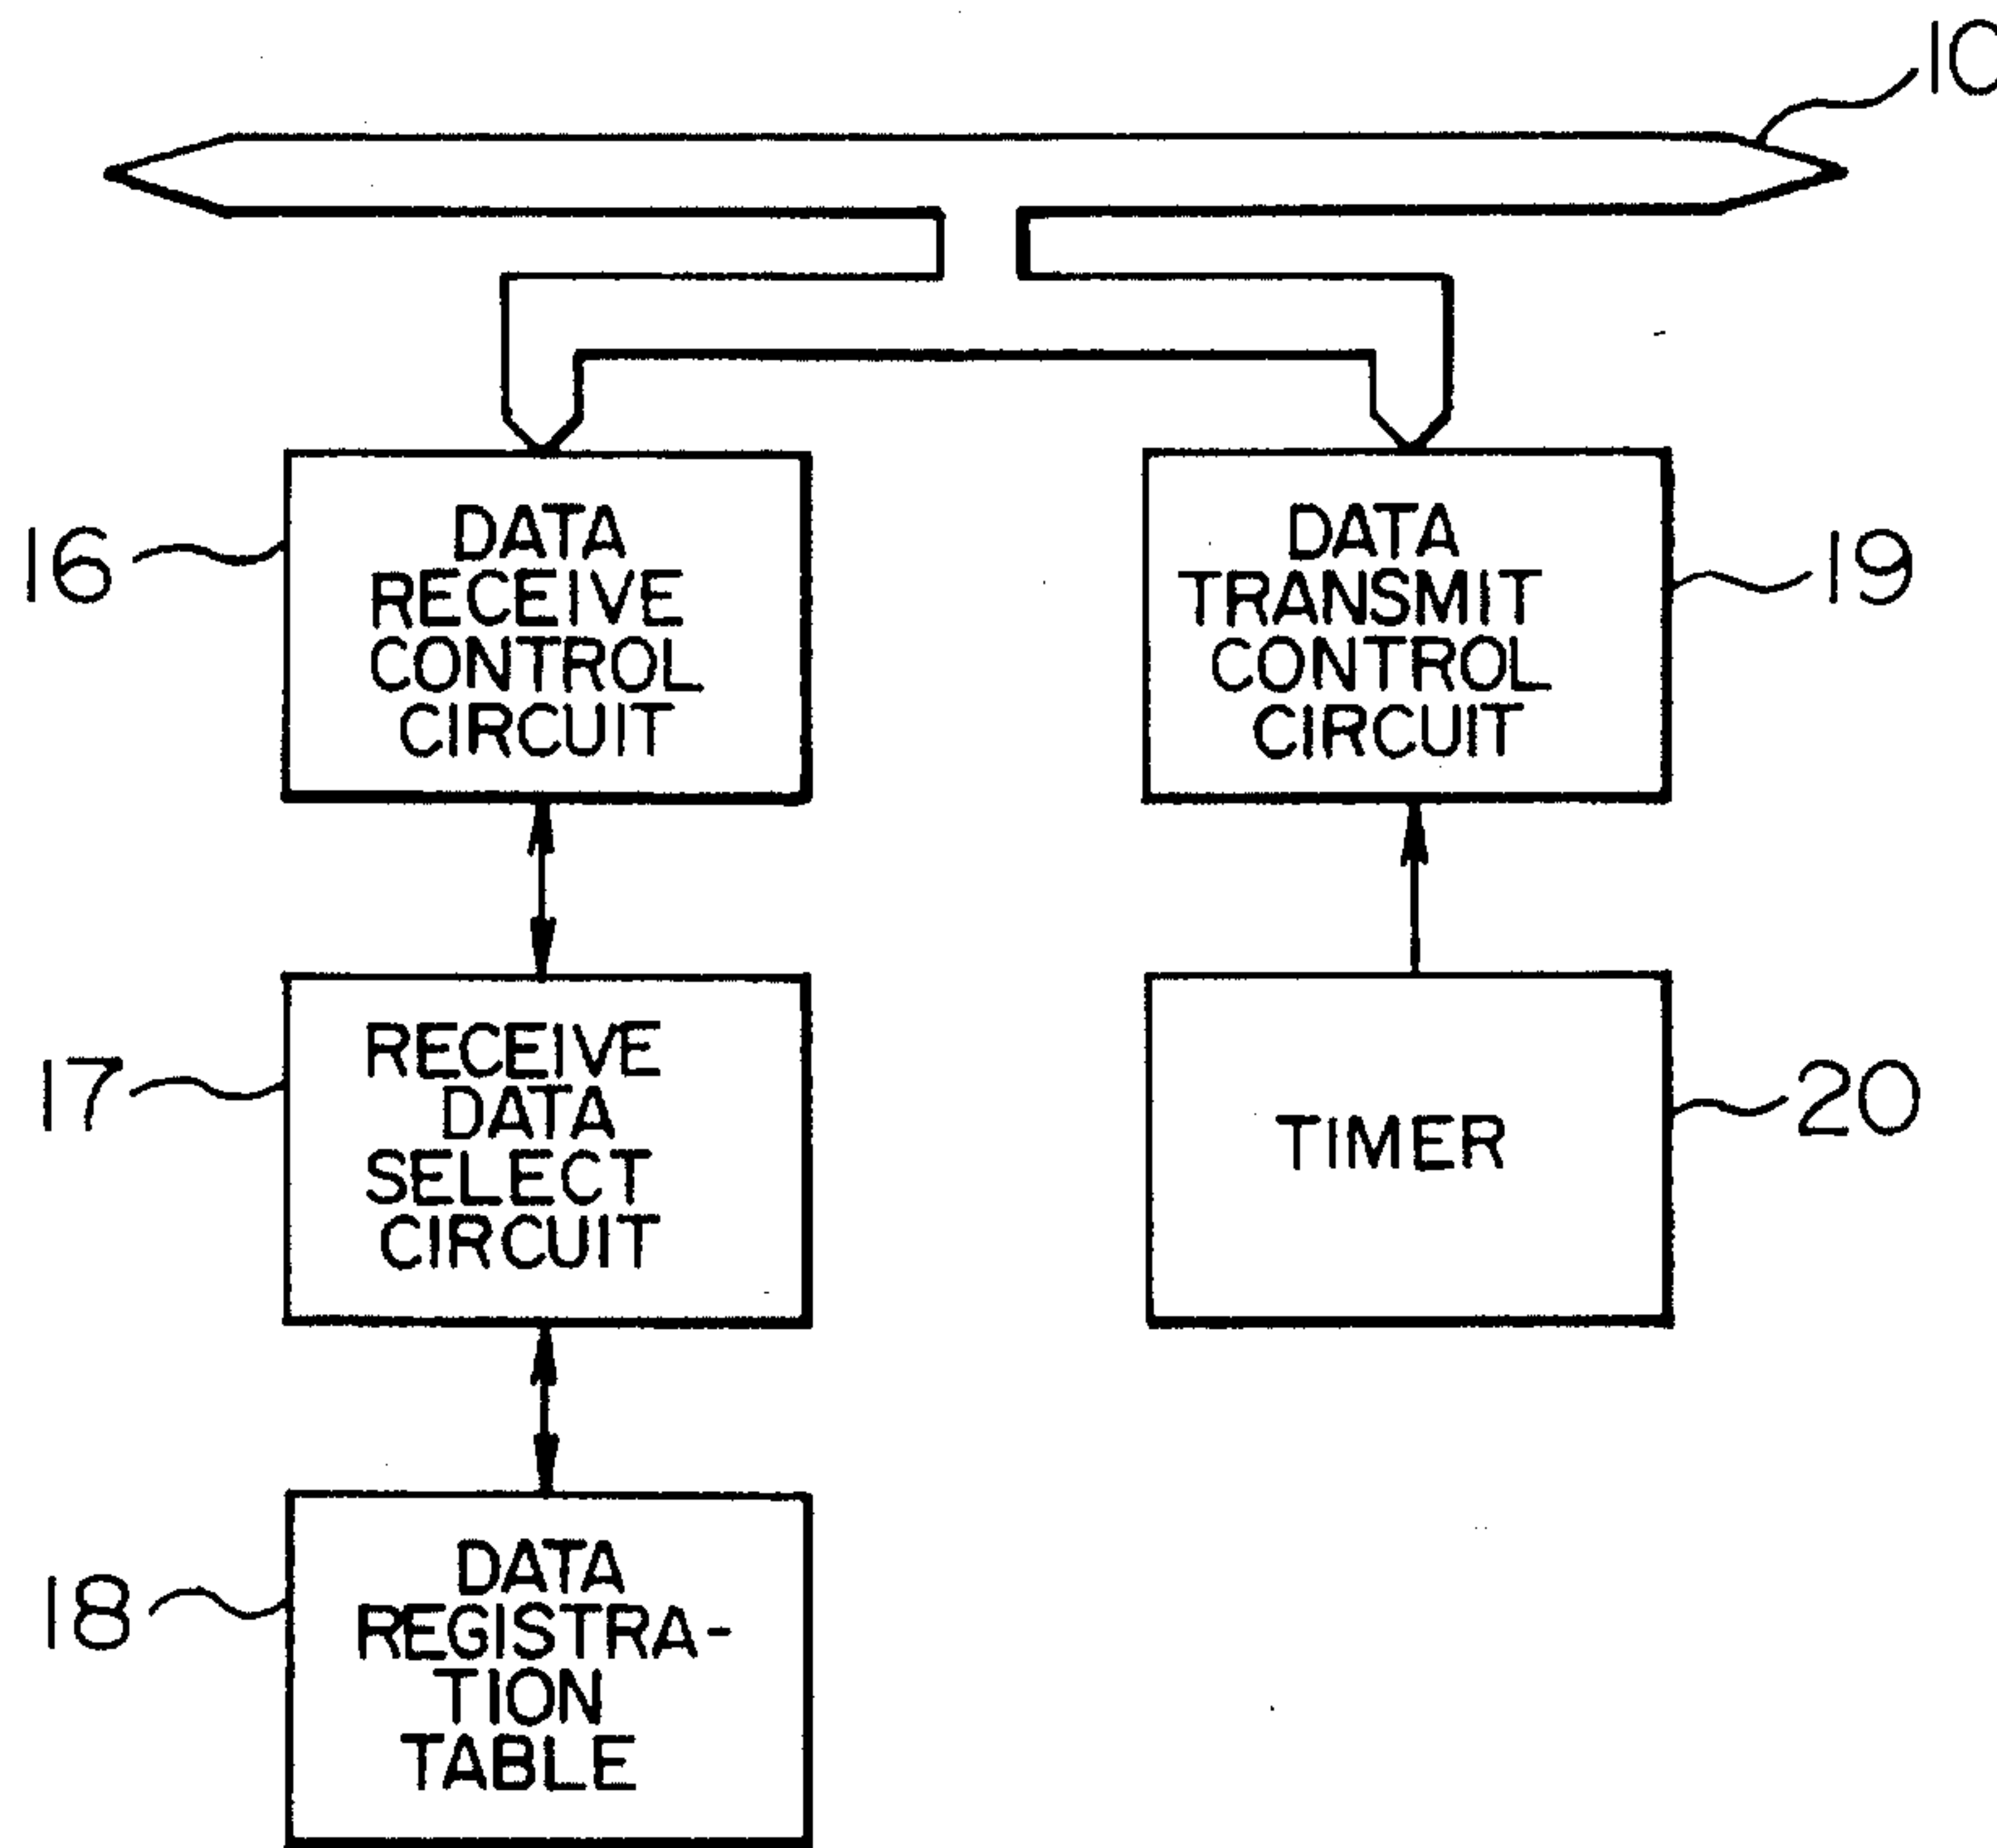 10
16
DATA
RECEIVE
CONTROL
CIRCUIT
DATA
TRANSMIT
CONTROL
CIRCUIT
19
17
RECEIVE
DATA
SELECT
CIRCUIT
TIMER
20
18
DATA
REGISTRA-
TION
TABLE